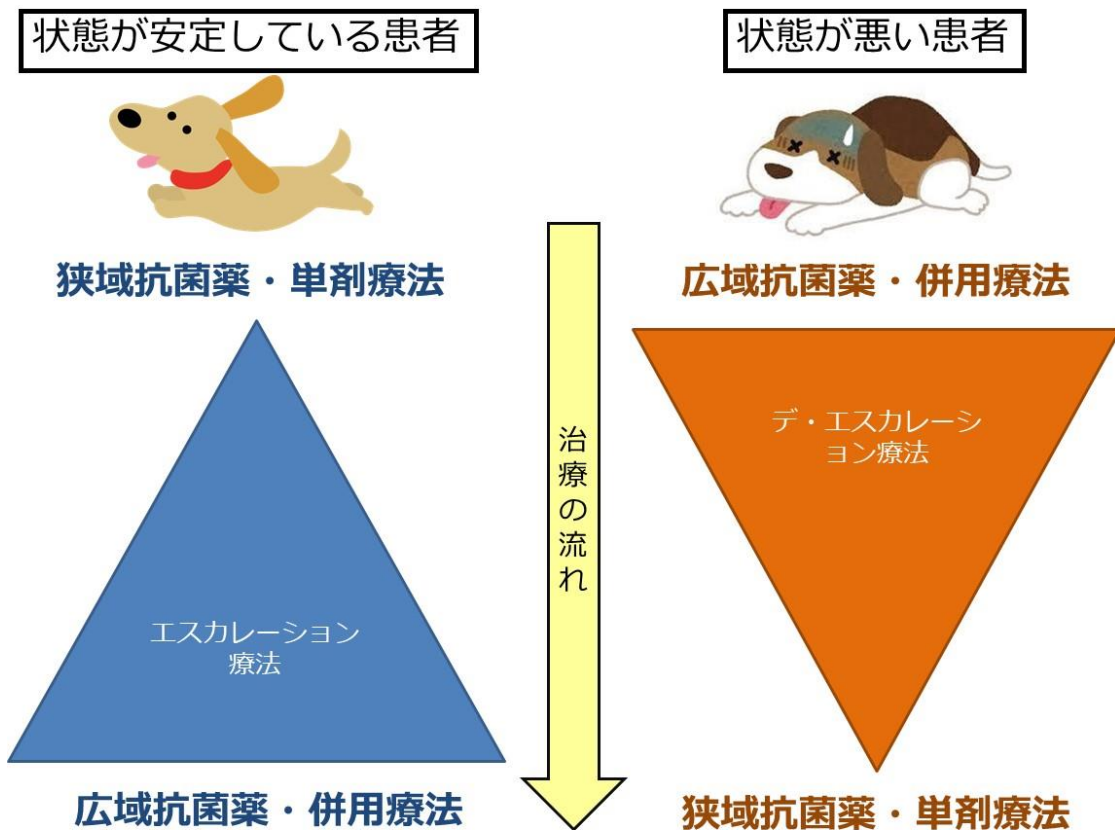 状態が安定している患者
狭域抗菌薬・単剤療法
エスカレーション
療法
広域抗菌薬・併用療法
治療の流れ
状態が悪い患者
広域抗菌薬・併用療法
デ・エスカレーシ
ョン療法
狭域抗菌薬・単剤療法